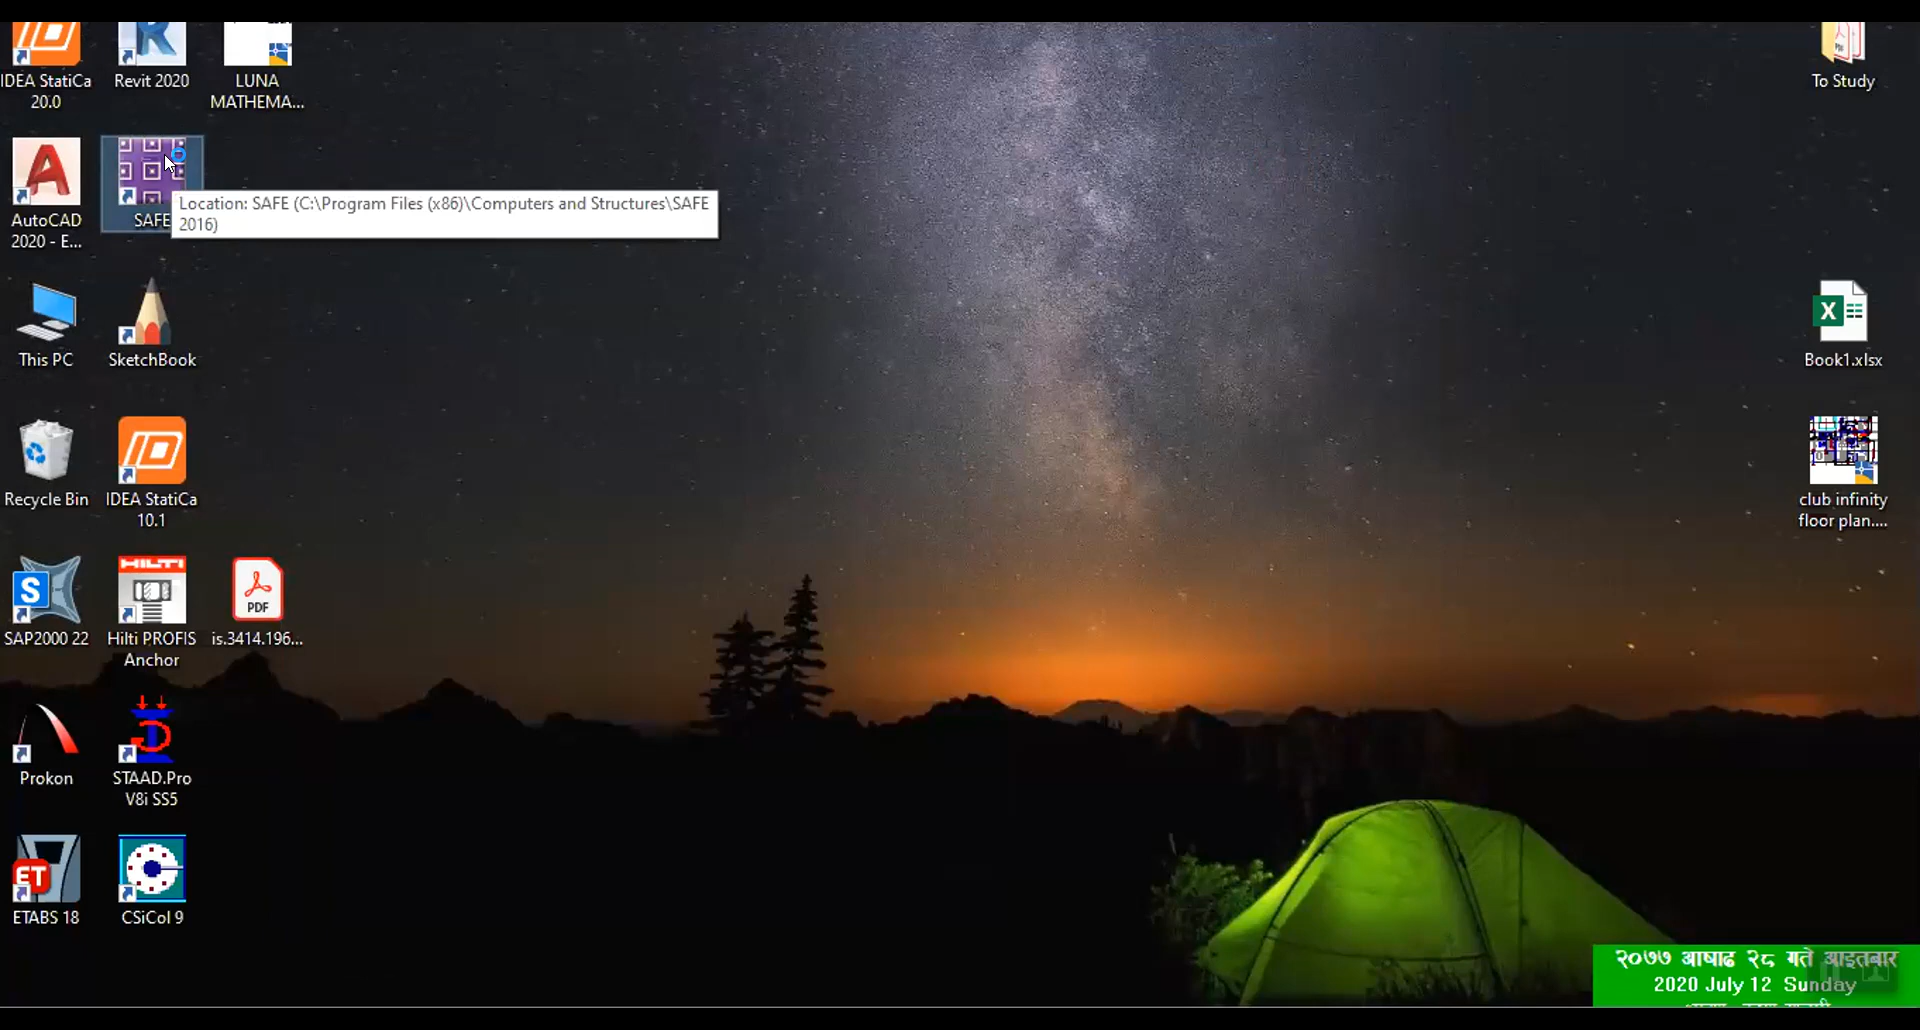 IDEA StatiCa
20.0
Revit 2020
LUNA
MATHEMA...
To Study
AutoCAD
2020 - E...
SAFE
Location: SAFE (C:\Program Files (x86)\Computers and Structures\SAFE
2016)
This PC
SketchBook
Book1.xlsx
Recycle Bin
IDEA StatiCa
10.1
club infinity
floor plan....
SAP2000 22
HILTI
Hilti PROFIS
Anchor
PDF
is.3414.196...
Prokon
STAAD.Pro
V8i SS5
ET
ETABS 18
CSiCol 9
२०७७ आषाढ २८ गते आइतबार
2020 July 12 Sunday